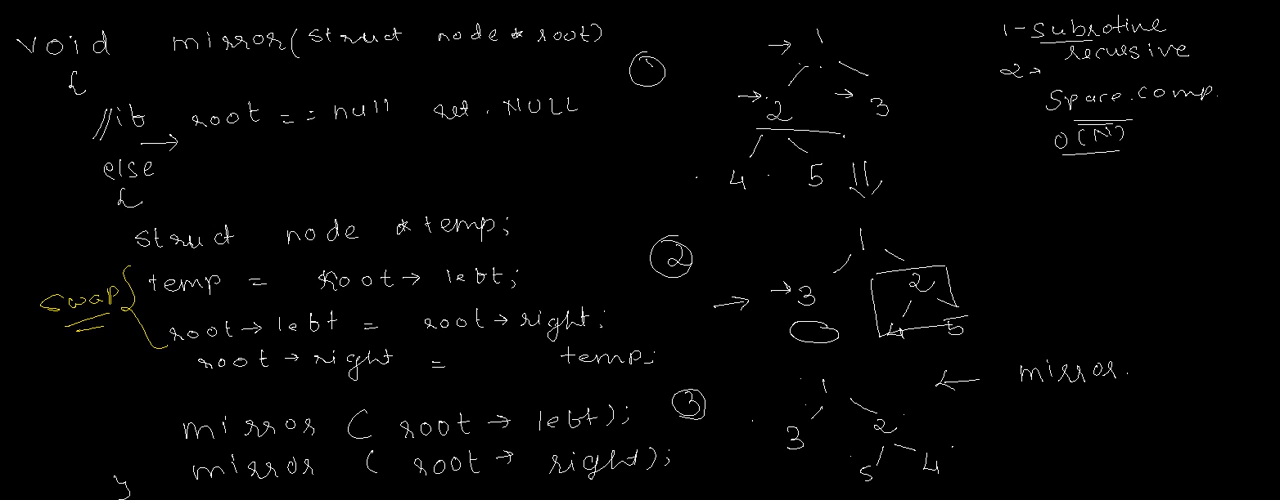 void mirror(struct node * root)
{
//if root == null ret. NULL
else
{
struct node * temp;
temp = root → left;
root → left = root → right;
root → right = temp;
swap
mirror ( root → left);
mirror ( root → right);
}
①
1
2 3
4 5
②
1
3 2
4 5
③
1
3 2
5 4
← mirror.
1 - subrotine
recursive
2 →
Space.comp.
O(N)